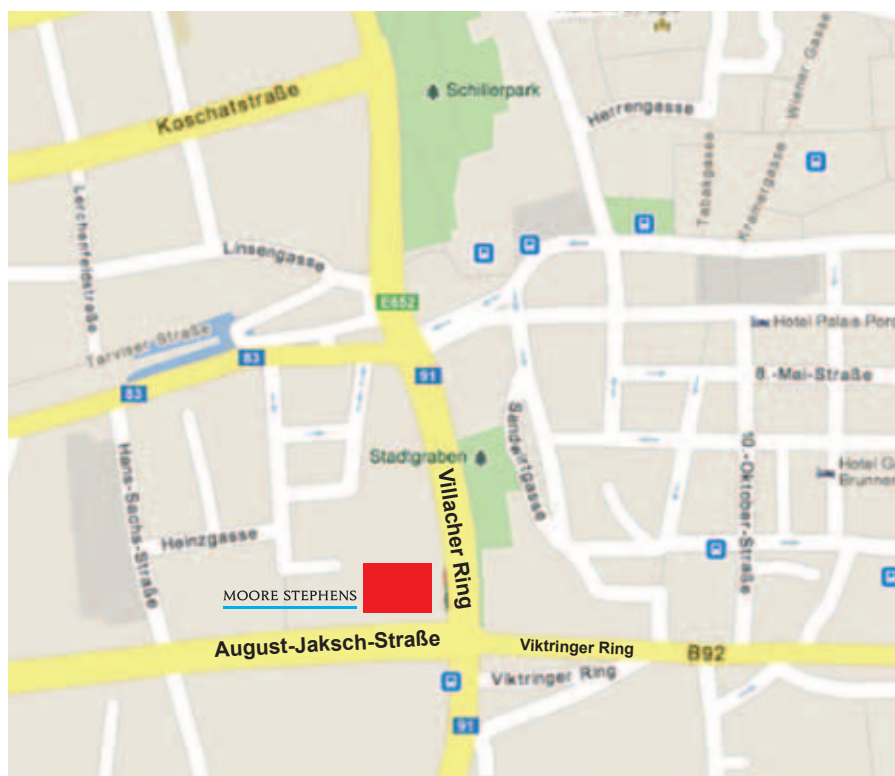 Koschatstraße
Schillerpark
Herrengasse
Wiener Gasse
Tabakgasse
Kramergasse
Lerchenfeldstraße
Linsengasse
E652
Tarviser-Straße
83
83
91
Hotel Palais Porc
8.-Mai-Straße
Stadtgraben
Villacher Ring
Sandwirtgasse
10.-Oktober-Straße
Hotel G
Brunner
Hans-Sachs-Straße
Heinzgasse
MOORE STEPHENS
August-Jaksch-Straße
Viktringer Ring
B92
Viktringer Ring
91